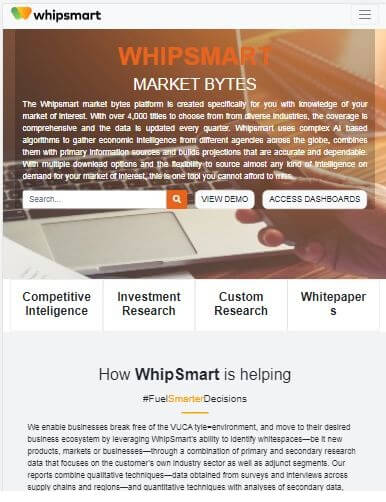 whipsmart
WHIPSMART
MARKET BYTES
The Whipsmart market bytes platform is created specifically for you with knowledge of your
market of interest. With over 4,000 titles to choose from from diverse industries, the coverage is
comprehensive and the data is updated every quarter. Whipsmart uses complex AI based
algorithms to gather economic intelligence from different agencies across the globe, combines
them with primary information sources and builds projections that are accurate and dependable.
With multiple download options and the flexibility to source almost any kind of intelligence on
demand for your market of interest, this is one tool you cannot afford to miss.
Search...
VIEW DEMO
ACCESS DASHBOARDS
Competitive
Inteligence
Investment
Research
Custom
Research
Whitepaper
s
How WhipSmart is helping
#FuelSmarterDecisions
We enable businesses break free of the VUCA tyle=environment, and move to their desired
business ecosystem by leveraging WhipSmart's ability to identify whitespaces—be it new
products, markets or business—through a combination of primary and secondary research
data that focuses on the customer's own industry sector as well as adjunct segments. Our
reports combine qualitative techniques—data obtained from surveys and interviews across
supply chains and regions—and quantitative techniques with analyses of secondary data,